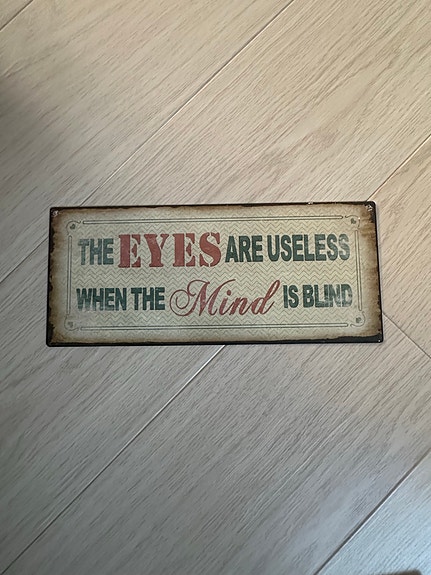 THE EYES ARE USELESS
WHEN THE Mind IS BLIND